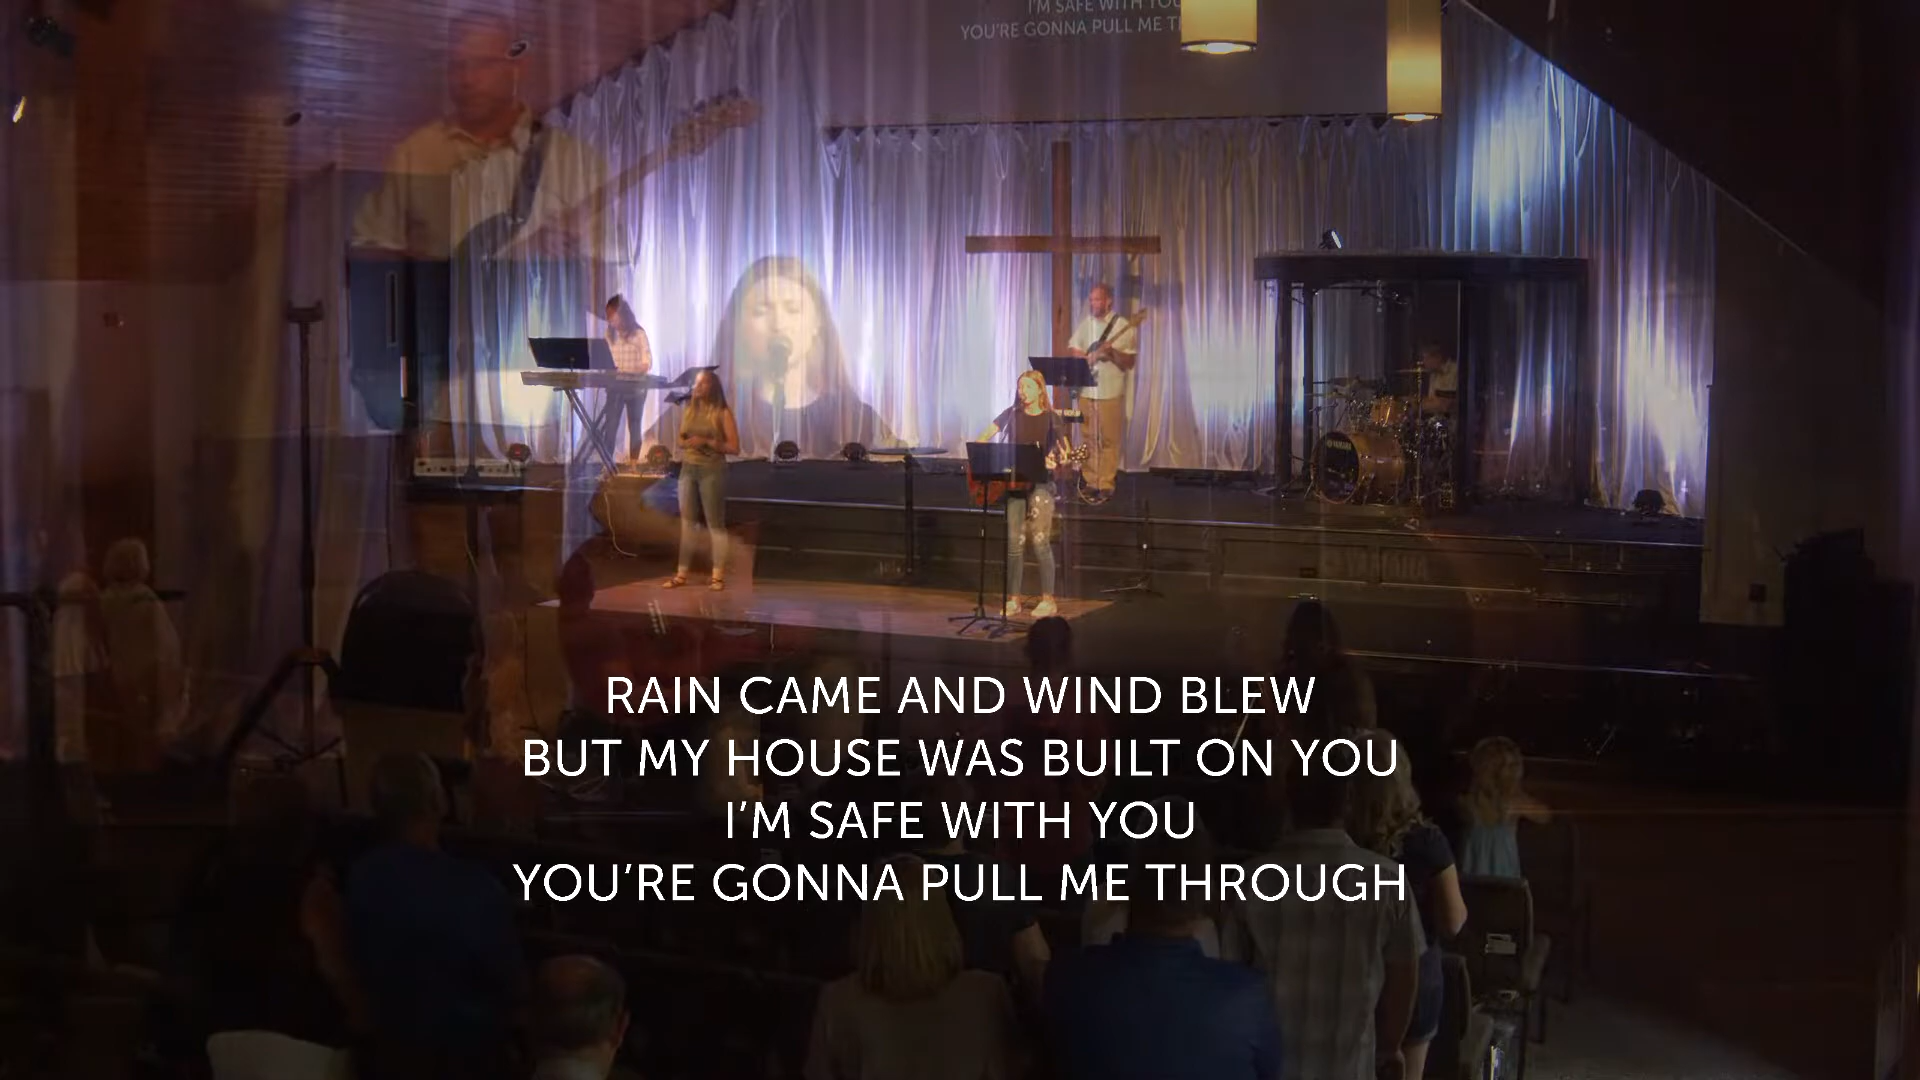 I'M SAFE WITH YOU
YOU'RE GONNA PULL ME
RAIN CAME AND WIND BLEW
BUT MY HOUSE WAS BUILT ON YOU
I'M SAFE WITH YOU
YOU'RE GONNA PULL ME THROUGH